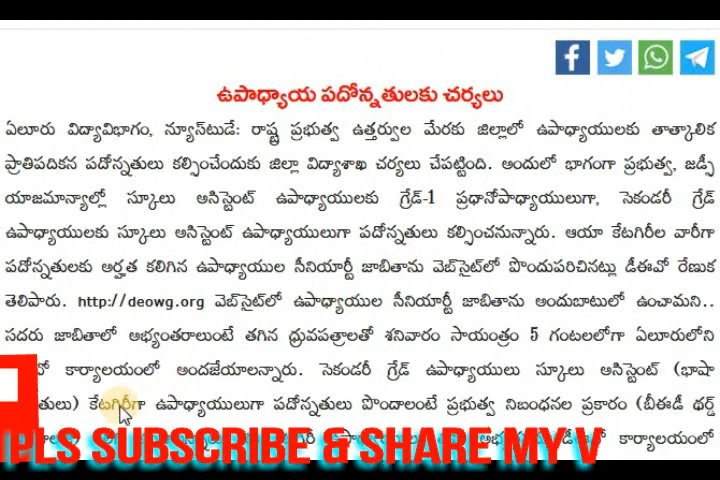 ఉపాధ్యాయ పదోన్నతులకు చర్యలు
ఏలూరు విద్యావిభాగం, న్యూస్‌టుడే: రాష్ట్ర ప్రభుత్వ ఉత్తర్వుల మేరకు జిల్లాలో ఉపాధ్యాయులకు తాత్కాలిక
ప్రాతిపదికన పదోన్నతులు కల్పించేందుకు జిల్లా విద్యాశాఖ చర్యలు చేపట్టింది. అందులో భాగంగా ప్రభుత్వ, జడ్పీ
యాజమాన్యాల్లో స్కూలు అసిస్టెంట్ ఉపాధ్యాయులకు గ్రేడ్-1 ప్రధానోపాధ్యాయులుగా, సెకండరీ గ్రేడ్
ఉపాధ్యాయులకు స్కూలు అసిస్టెంట్ ఉపాధ్యాయులుగా పదోన్నతులు కల్పించనున్నారు. ఆయా కేటగిరీల వారీగా
పదోన్నతులకు అర్హత కలిగిన ఉపాధ్యాయుల సీనియార్టీ జాబితాను వెబ్‌సైట్‌లో పొందుపరిచినట్లు డీఈవో రేణుక
తెలిపారు. http://deowg.org వెబ్‌సైట్‌లో ఉపాధ్యాయుల సీనియార్టీ జాబితాను అందుబాటులో ఉంచామని..
సదరు జాబితాలో అభ్యంతరాలుంటే తగిన ధ్రువపత్రాలతో శనివారం సాయంత్రం 5 గంటలలోగా ఏలూరులోని
కార్యాలయంలో అందజేయాలన్నారు. సెకండరీ గ్రేడ్ ఉపాధ్యాయులు స్కూలు అసిస్టెంట్ (భాషా
కేటగిరీగా ఉపాధ్యాయులుగా పదోన్నతులు పొందాలంటే ప్రభుత్వ నిబంధనల ప్రకారం (బీఈడీ థర్డ్
కార్యాలయంలో
PLS SUBSCRIBE & SHARE MY V